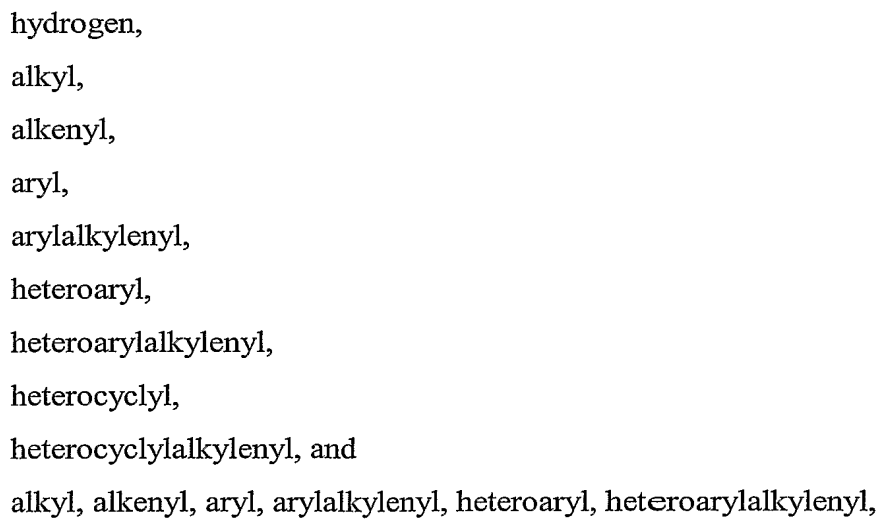 hydrogen,
alkyl,
alkenyl,
aryl,
arylalkylenyl,
heteroaryl,
heteroarylalkylenyl,
heterocyclyl,
heterocyclylalkylenyl, and
alkyl, alkenyl, aryl, arylalkylenyl, heteroaryl, heteroarylalkylenyl,